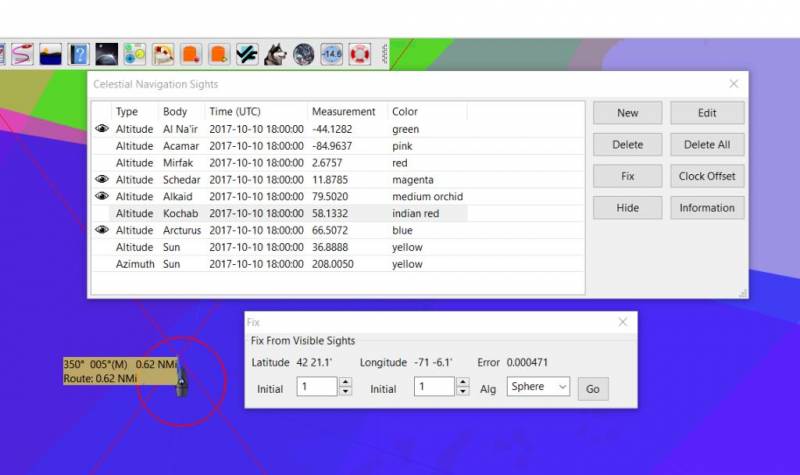 -14.6
Celestial Navigation Sights
Type Body Time (UTC) Measurement Color
Altitude Al Na'ir 2017-10-10 18:00:00 -44.1282 green
Altitude Acamar 2017-10-10 18:00:00 -84.9637 pink
Altitude Mirfak 2017-10-10 18:00:00 2.6757 red
Altitude Schedar 2017-10-10 18:00:00 11.8785 magenta
Altitude Alkaid 2017-10-10 18:00:00 79.5020 medium orchid
Altitude Kochab 2017-10-10 18:00:00 58.1332 indian red
Altitude Arcturus 2017-10-10 18:00:00 66.5072 blue
Altitude Sun 2017-10-10 18:00:00 36.8888 yellow
Azimuth Sun 2017-10-10 18:00:00 208.0050 yellow
New Edit
Delete Delete All
Fix Clock Offset
Hide Information
Fix
Fix From Visible Sights
Latitude 42 21.1' Longitude -71 -6.1' Error 0.000471
Initial 1 Initial 1 Alg Sphere Go
350° 005°(M) 0.62 NMi
Route: 0.62 NMi